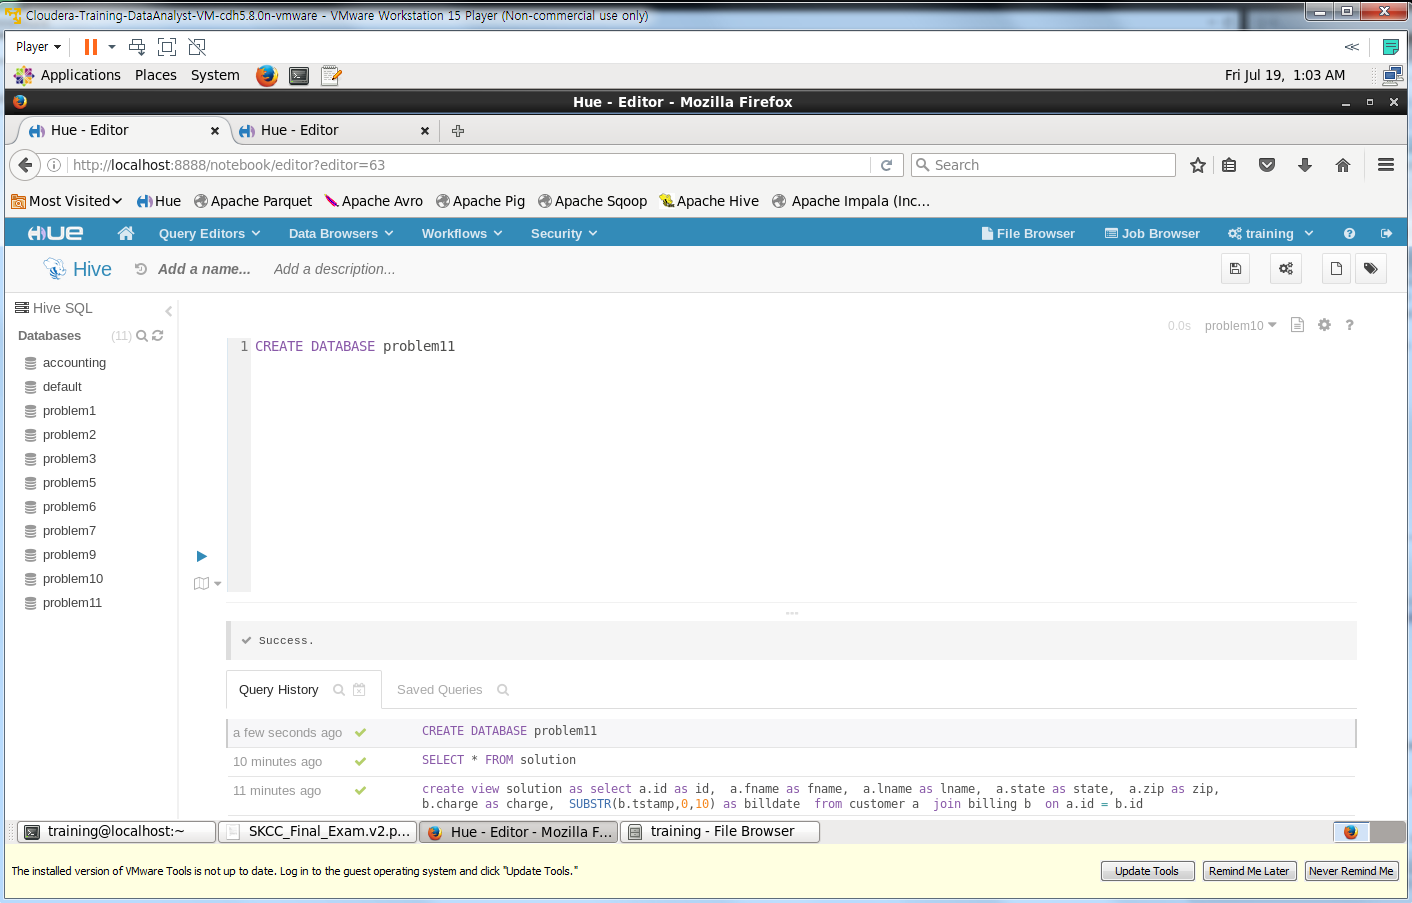 Cloudera-Training-DataAnalyst-VM-cdh5.8.0n-vmware - VMware Workstation 15 Player (Non-commercial use only)
Player
Applications Places System Fri Jul 19, 1:03 AM
Hue - Editor - Mozilla Firefox
Hue - Editor Hue - Editor
http://localhost:8888/notebook/editor?editor=63 Search
Most Visited Hue Apache Parquet Apache Avro Apache Pig Apache Sqoop Apache Hive Apache Impala (Inc...
HUE Query Editors Data Browsers Workflows Security File Browser Job Browser training
Hive Add a name... Add a description...
Hive SQL
0.0s problem10 ?
Databases (11)
1 CREATE DATABASE problem11
accounting
default
problem1
problem2
problem3
problem5
problem6
problem7
problem9
problem10
problem11
Success.
Query History Saved Queries
a few seconds ago CREATE DATABASE problem11
10 minutes ago SELECT * FROM solution
11 minutes ago create view solution as select a.id as id, a.fname as fname, a.lname as lname, a.state as state, a.zip as zip,
b.charge as charge, SUBSTR(b.tstamp,0,10) as billdate from customer a join billing b on a.id = b.id
training@localhost:~ SKCC_Final_Exam.v2.p... Hue - Editor - Mozilla F... training - File Browser
The installed version of VMware Tools is not up to date. Log in to the guest operating system and click "Update Tools." Update Tools Remind Me Later Never Remind Me